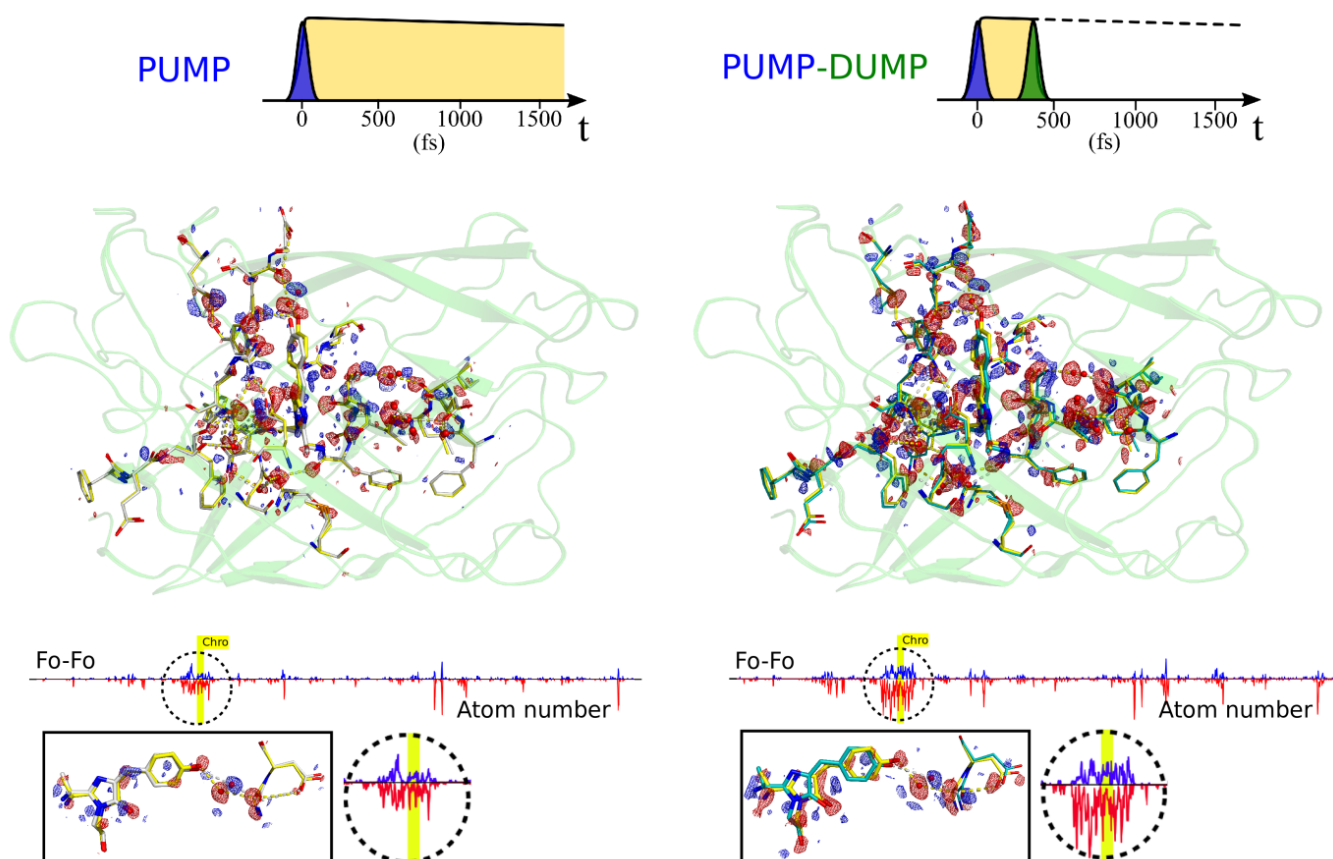 PUMP
0 500 1000 1500 t
(fs)
PUMP-DUMP
0 500 1000 1500 t
(fs)
Chro
Fo-Fo
Atom number
Chro
Fo-Fo
Atom number